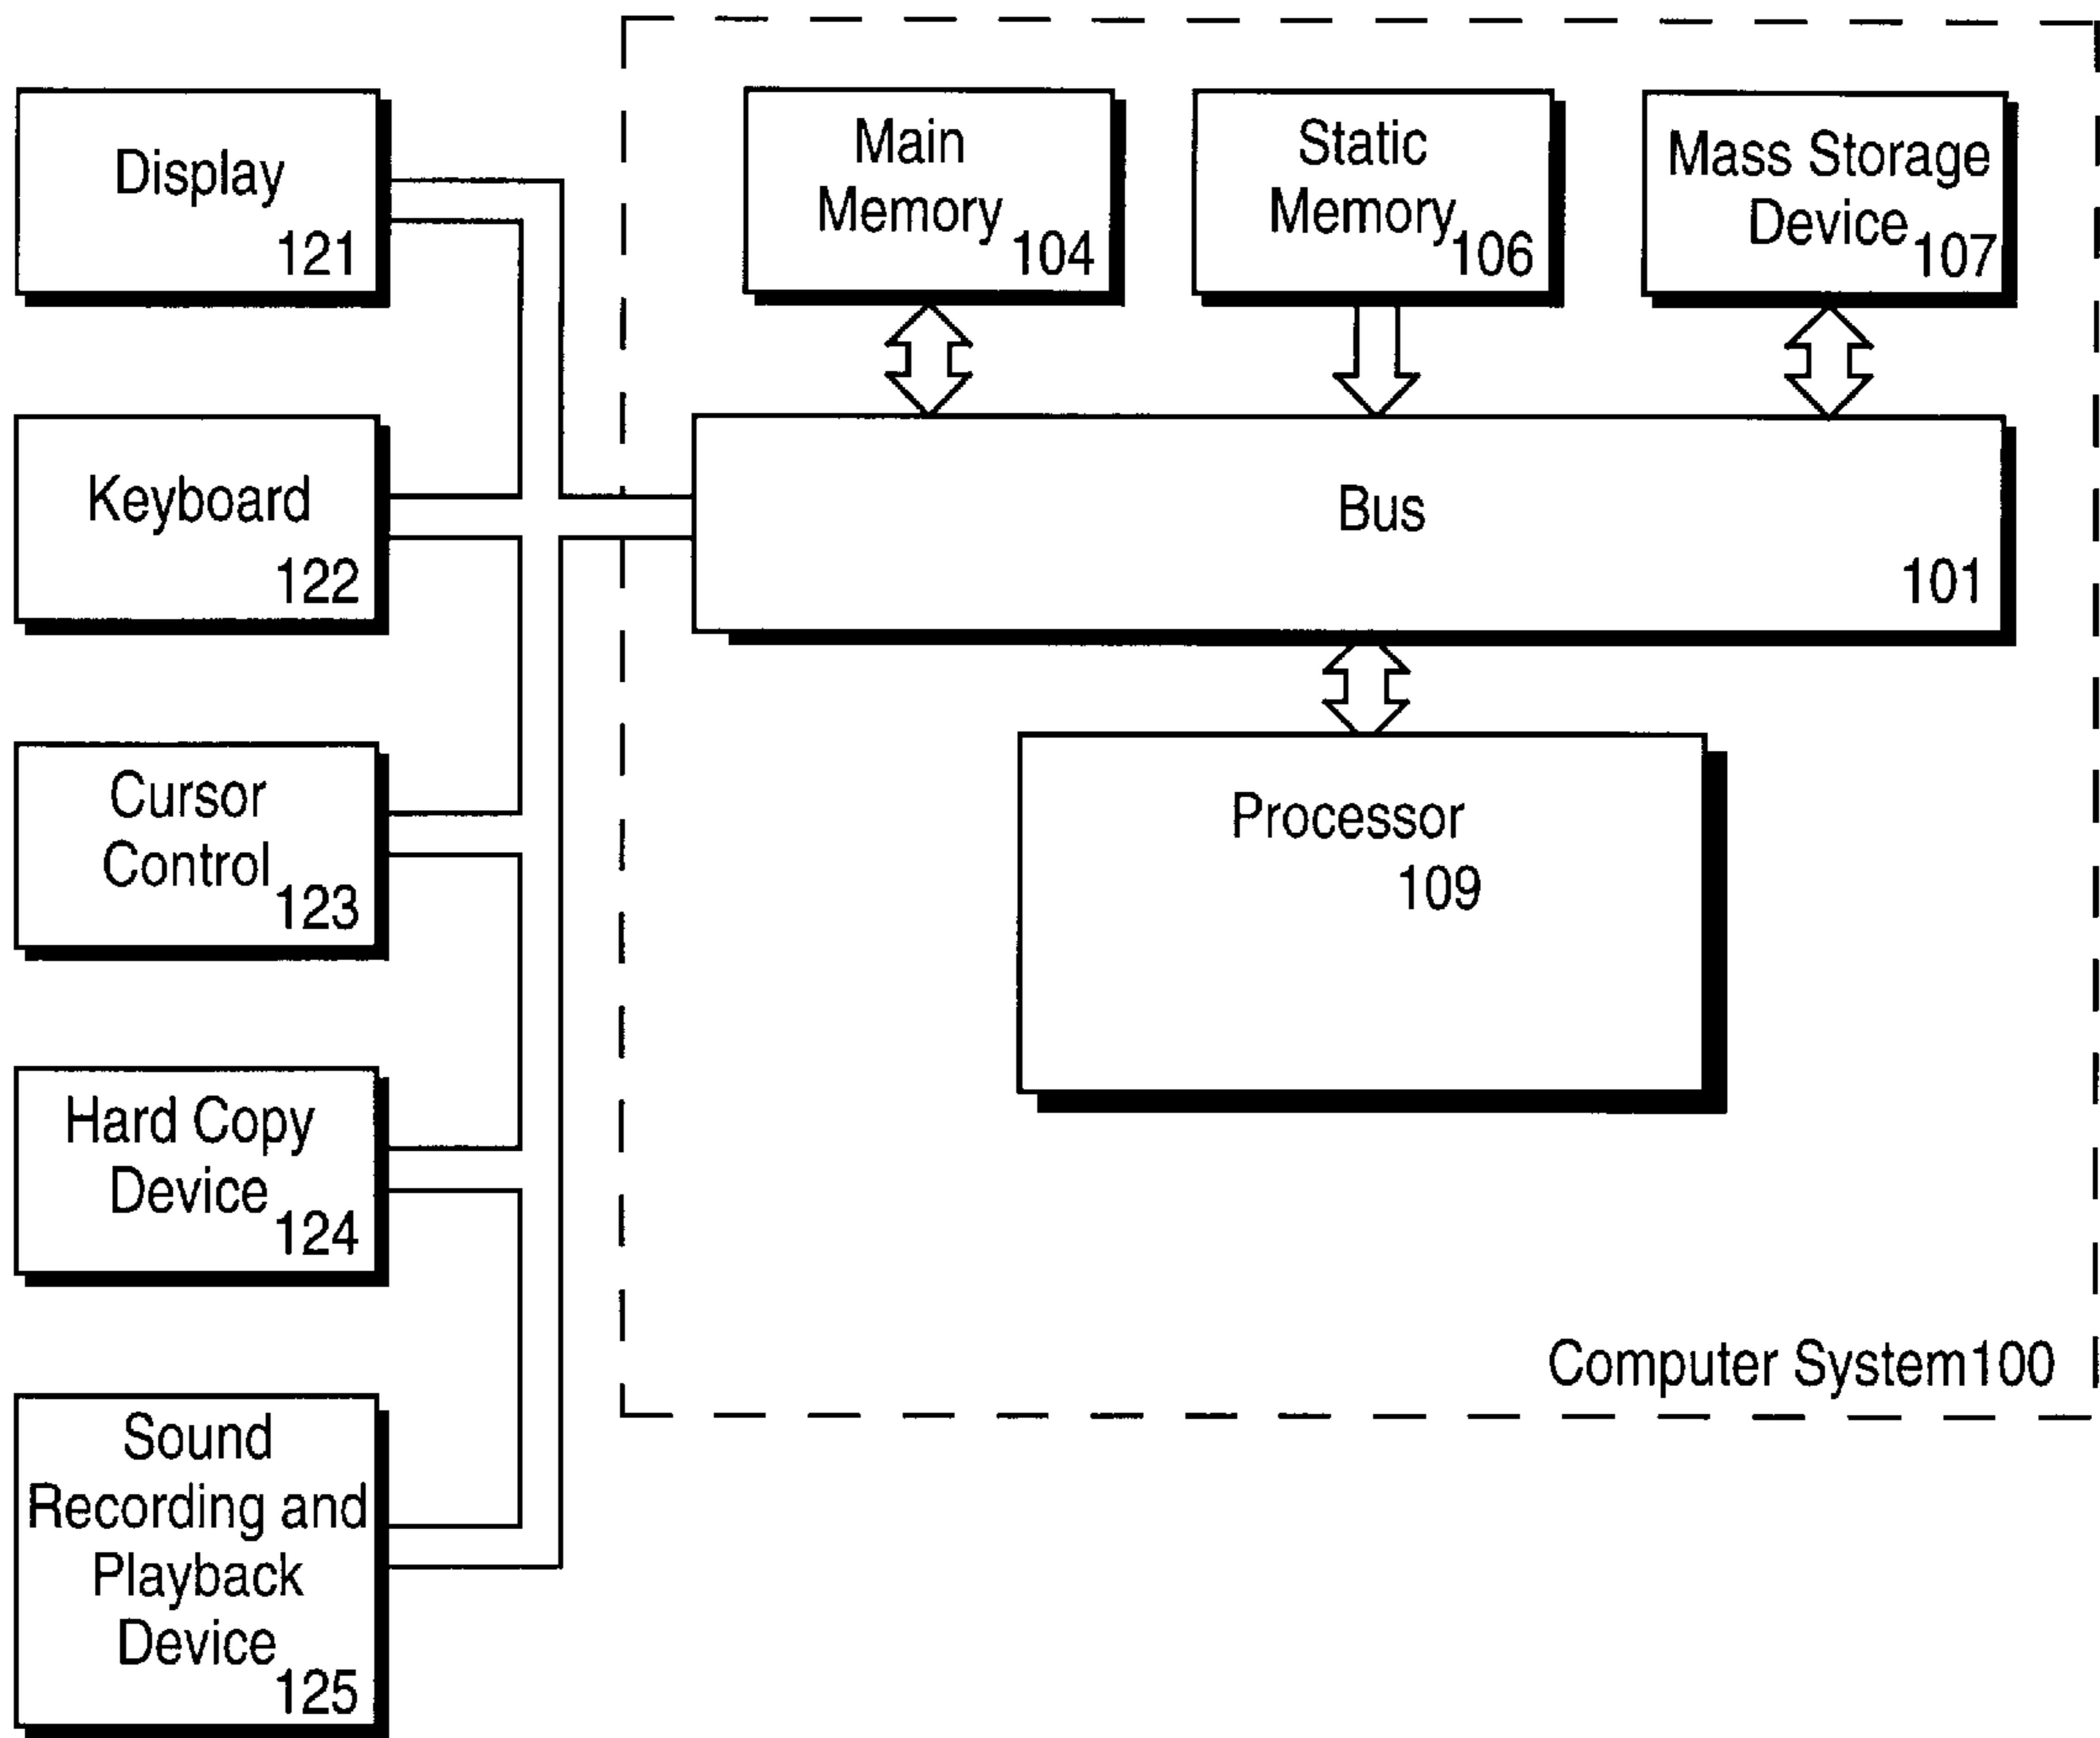 Display
121
Keyboard
122
Cursor
Control
123
Hard Copy
Device
124
Sound
Recording and
Playback
Device
125
Main
Memory
104
Static
Memory
106
Mass Storage
Device
107
Bus
101
Processor
109
Computer System100